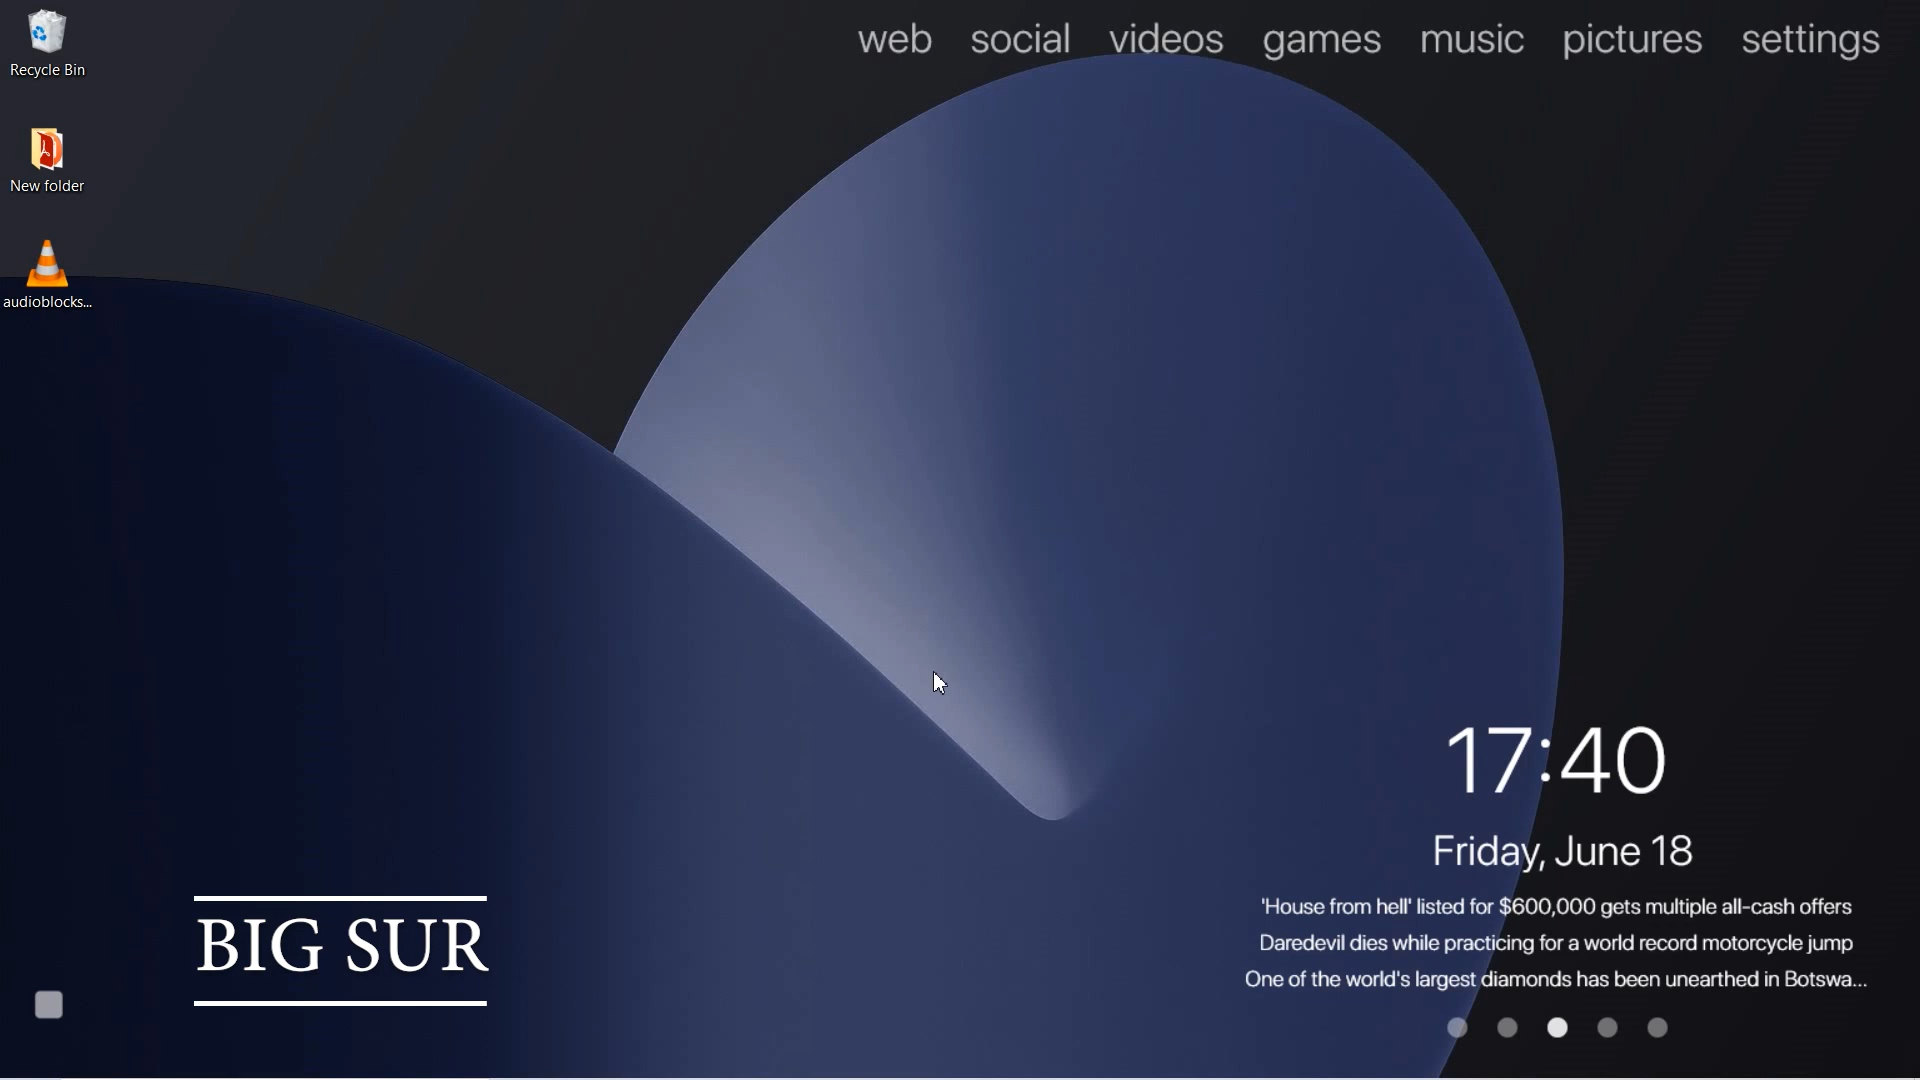 web social videos games music pictures settings
Recycle Bin
New folder
audioblocks...
17:40
Friday, June 18
'House from hell' listed for $600,000 gets multiple all-cash offers
Daredevil dies while practicing for a world record motorcycle jump
One of the world's largest diamonds has been unearthed in Botswa...
BIG SUR